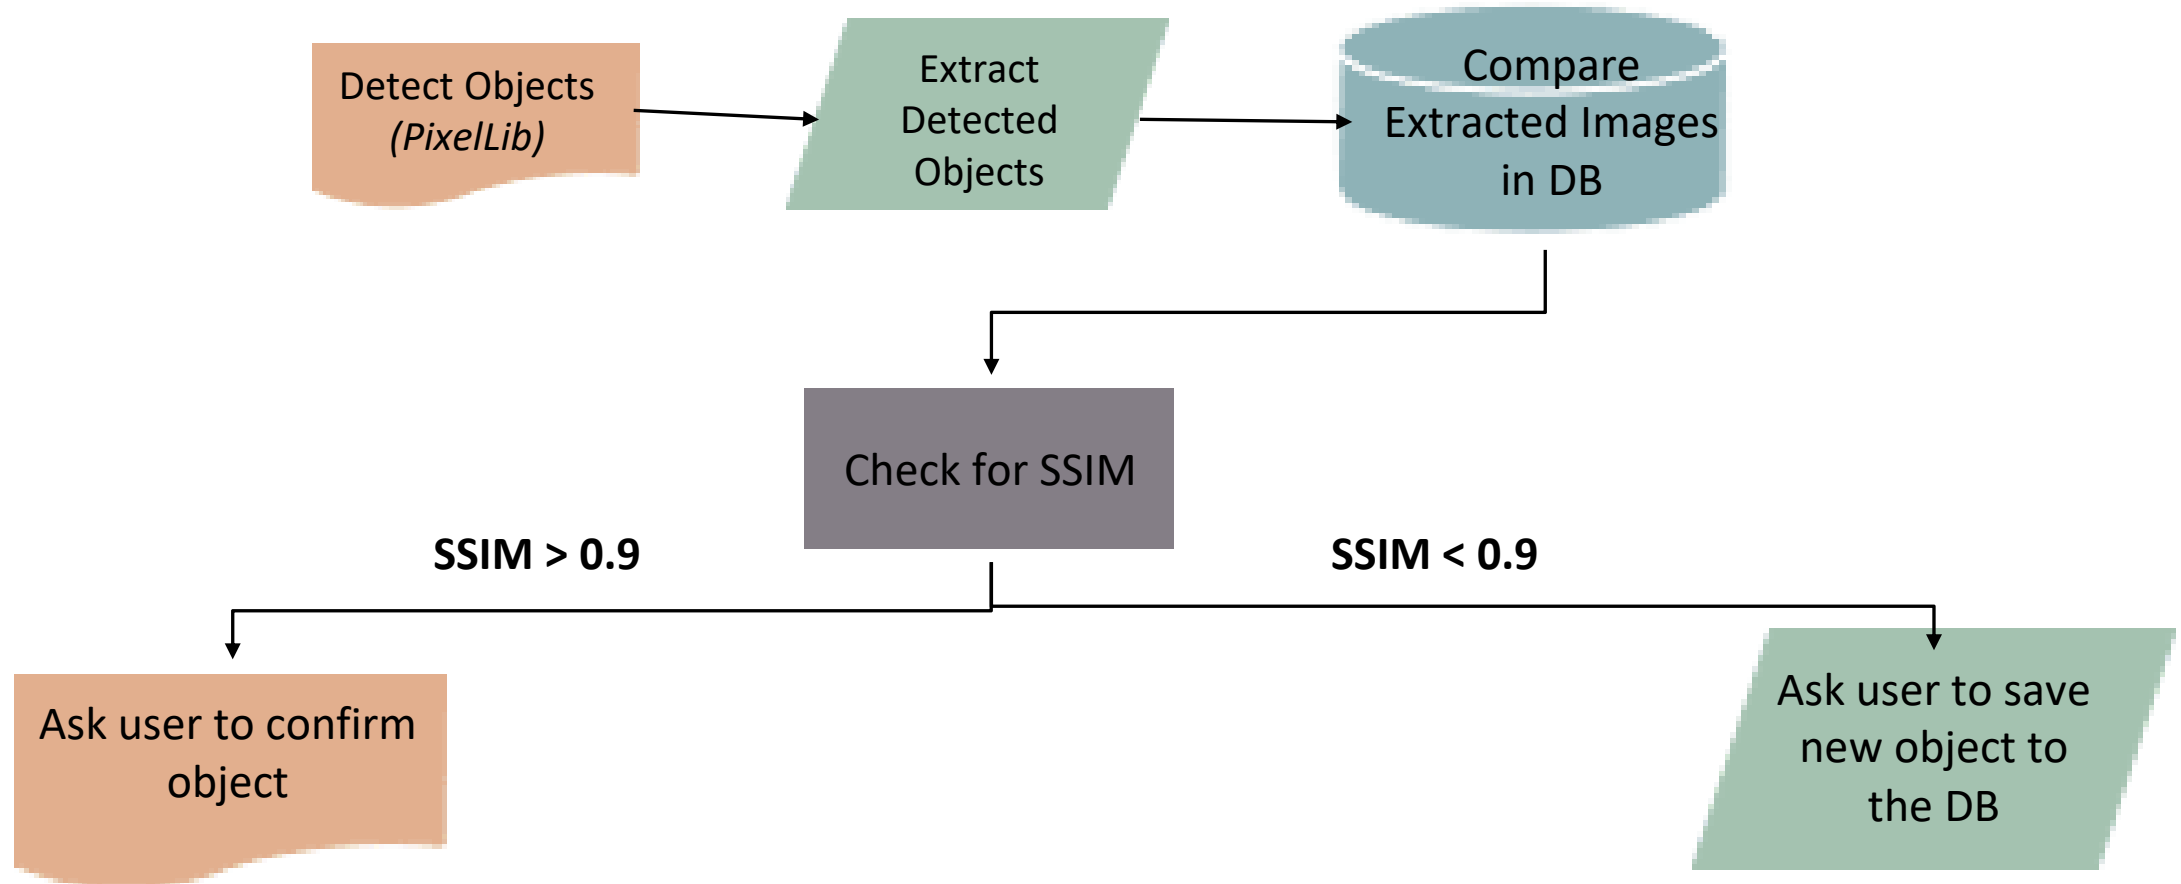 Detect Objects
(PixelLib)
Extract
Detected
Objects
Compare
Extracted Images
in DB
Check for SSIM
SSIM > 0.9
SSIM < 0.9
Ask user to confirm
object
Ask user to save
new object to
the DB